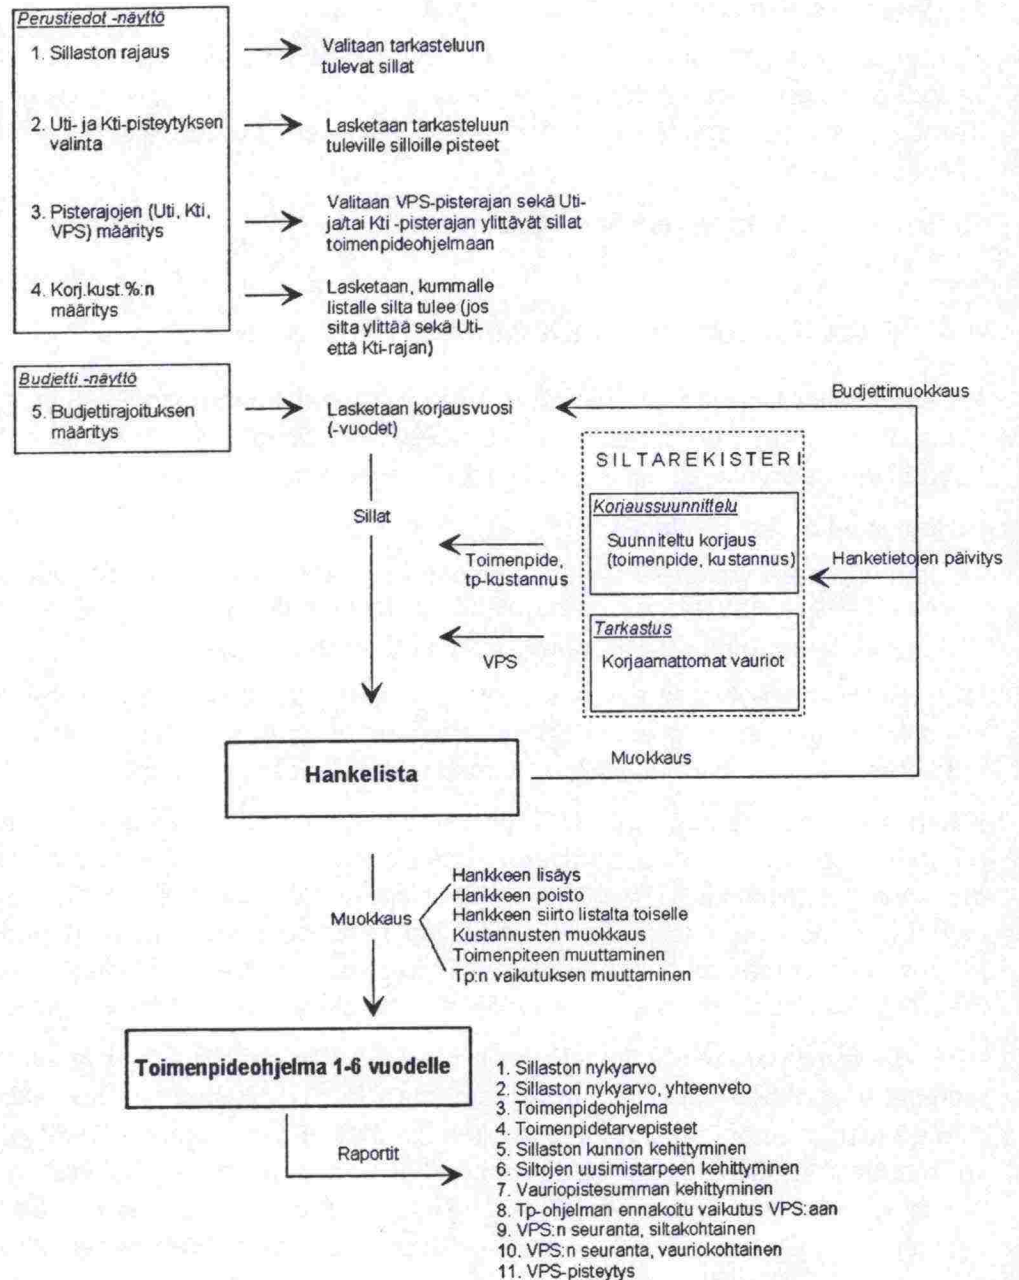 Perustiedot -näyttö
1. Sillaston rajaus
Valitaan tarkasteluun
tulevat sillat
2. Uti- ja Kti-pisteytyksen
valinta
Lasketaan tarkasteluun
tuleville silloille pisteet
3. Pisterajojen (Uti, Kti,
VPS) määritys
Valitaan VPS-pisterajan sekä Uti-
ja/tai Kti -pisterajan ylittävät sillat
toimenpideohjelmaan
4. Korj.kust.%:n
määritys
Lasketaan, kummalle
listalle silta tulee (jos
silta ylittää sekä Uti-
että Kti-rajan)
Budjetti -näyttö
5. Budjettirajoituksen
määritys
Lasketaan korjausvuosi
(-vuodet)
Budjettimuokkaus
SILTAREKISTERI
Sillat
Korjaussuunnittelu
Suunniteltu korjaus
(toimenpide, kustannus)
Toimenpide,
tp-kustannus
Hanketietojen päivitys
Tarkastus
Korjaamattomat vauriot
VPS
Hankelista
Muokkaus
Muokkaus
Hankkeen lisäys
Hankkeen poisto
Hankkeen siirto listalta toiselle
Kustannusten muokkaus
Toimenpiteen muuttaminen
Tp:n vaikutuksen muuttaminen
Toimenpideohjelma 1-6 vuodelle
Raportit
1. Sillaston nykyarvo
2. Sillaston nykyarvo, yhteenveto
3. Toimenpideohjelma
4. Toimenpidetarvepisteet
5. Sillaston kunnon kehittyminen
6. Siltojen uusimistarpeen kehittyminen
7. Vauriopistesumman kehittyminen
8. Tp-ohjelman ennakoitu vaikutus VPS:aan
9. VPS:n seuranta, siltakohtainen
10. VPS:n seuranta, vauriokohtainen
11. VPS-pisteytys